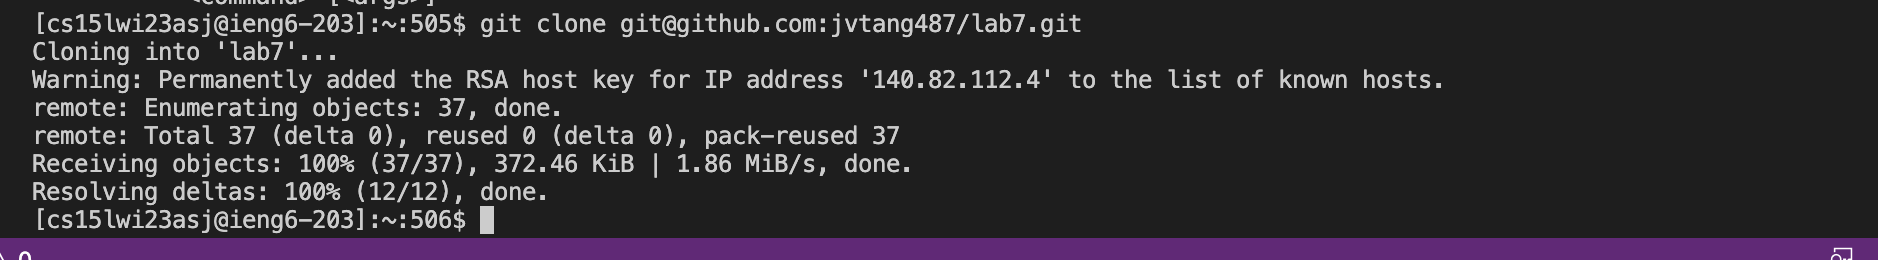 <command> [<args>]
[cs15lwi23asj@ieng6-203]:~:505$ git clone git@github.com:jvtang487/lab7.git
Cloning into 'lab7'...
Warning: Permanently added the RSA host key for IP address '140.82.112.4' to the list of known hosts.
remote: Enumerating objects: 37, done.
remote: Total 37 (delta 0), reused 0 (delta 0), pack-reused 37
Receiving objects: 100% (37/37), 372.46 KiB | 1.86 MiB/s, done.
Resolving deltas: 100% (12/12), done.
[cs15lwi23asj@ieng6-203]:~:506$
0